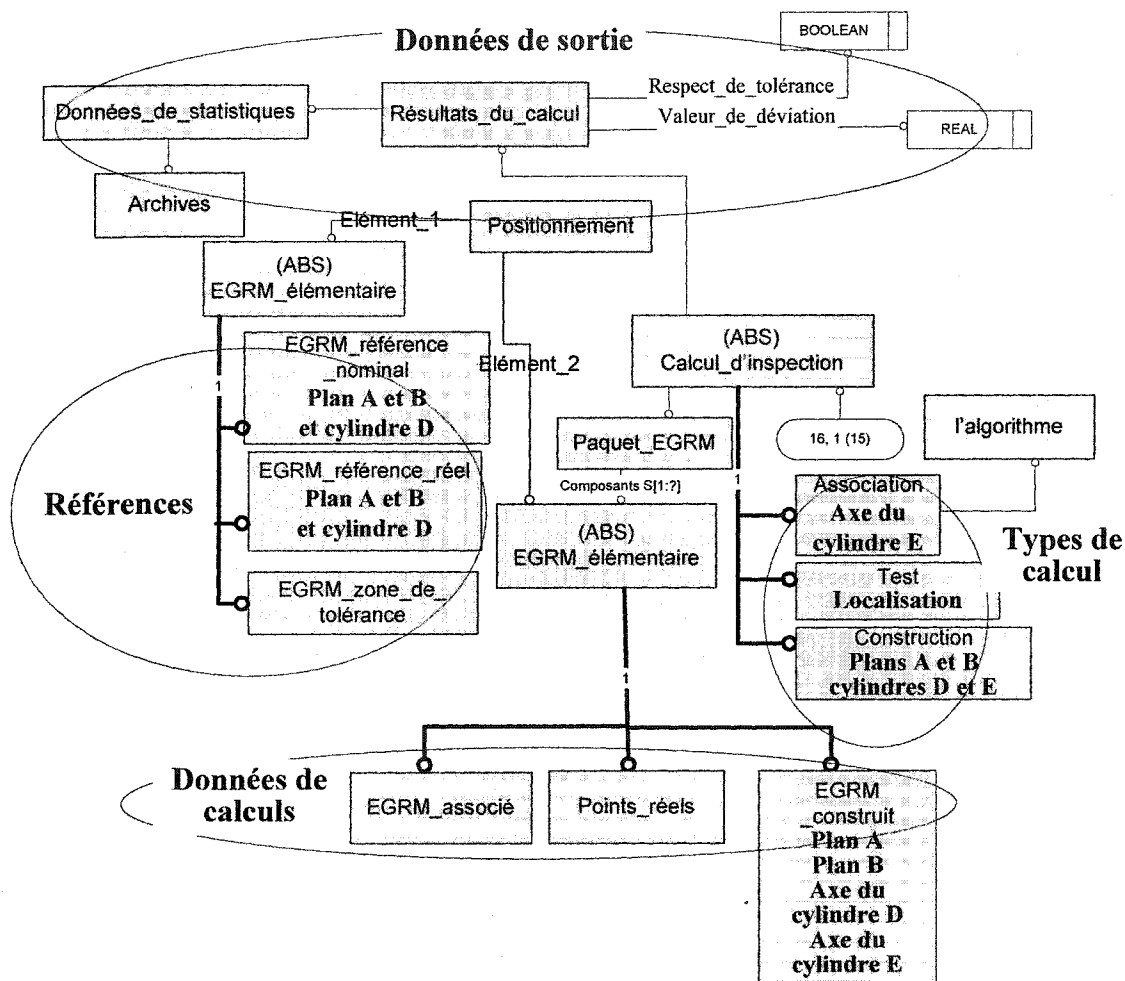 Données de sortie
BOOLEAN
Respect_de_tolérance
Données_de_statistiques
Résultats_du_calcul
Valeur_de_déviation
REAL
Archives
Elément_1
Positionnement
(ABS)
EGRM_élémentaire
Elément_2
(ABS)
Calcul_d'inspection
EGRM_référence
_nominal
Plan A et B
et cylindre D
1
1
Paquet_EGRM
16, 1 (15)
l'algorithme
Références
EGRM_référence_réel
Plan A et B
et cylindre D
Composants S[1:?]
(ABS)
EGRM_élémentaire
Association
Axe du
cylindre E
Types de
calcul
EGRM_zone_de_
tolérance
Test
Localisation
Construction
Plans A et B
cylindres D et E
1
Données de
calculs
EGRM_associé
Points_réels
EGRM
_construit
Plan A
Plan B
Axe du
cylindre D
Axe du
cylindre E